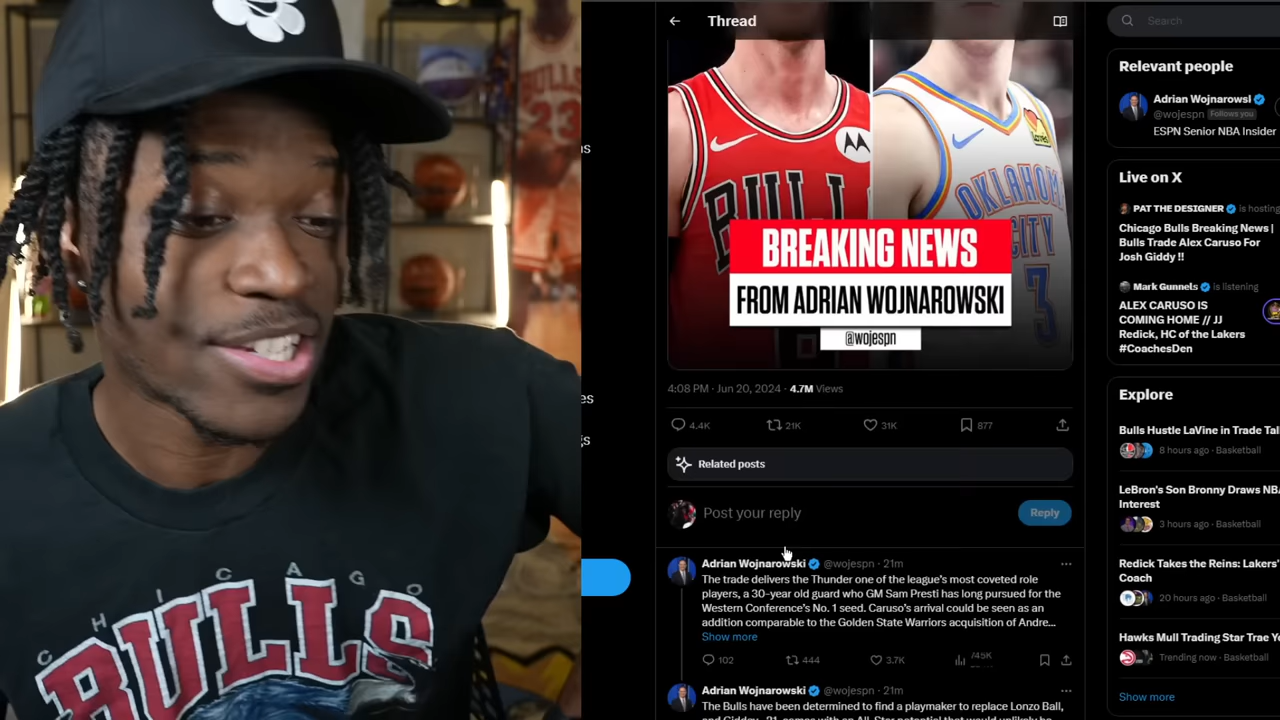 BULLS
23
CHICAGO
BULLS
Thread
BULL
OKLAHOM
CITY
3
BREAKING NEWS
FROM ADRIAN WOJNAROWSKI
@wojespn
4:08 PM · Jun 20, 2024 · 4.7M Views
4.4K 21K 31K 877
Related posts
Post your reply
Reply
Adrian Wojnarowski @wojespn · 21m
The trade delivers the Thunder one of the league's most coveted role
players, a 30-year old guard who GM Sam Presti has long pursued for the
Western Conference's No. 1 seed. Caruso's arrival could be seen as an
addition comparable to the Golden State Warriors acquisition of Andre...
Show more
102 444 3.7K 745K
Adrian Wojnarowski @wojespn · 21m
The Bulls have been determined to find a playmaker to replace Lonzo Ball,
Search
Relevant people
Adrian Wojnarowsi
@wojespn Follows you
ESPN Senior NBA Insider
Live on X
PAT THE DESIGNER is hosting
Chicago Bulls Breaking News |
Bulls Trade Alex Caruso For
Josh Giddy !!
Mark Gunnels is listening
ALEX CARUSO IS
COMING HOME // JJ
Redick, HC of the Lakers
#CoachesDen
Explore
Bulls Hustle LaVine in Trade Tal
8 hours ago · Basketball
LeBron's Son Bronny Draws NB
Interest
3 hours ago · Basketball
Redick Takes the Reins: Lakers'
Coach
20 hours ago · Basketball
Hawks Mull Trading Star Trae Y
Trending now · Basketball
Show more